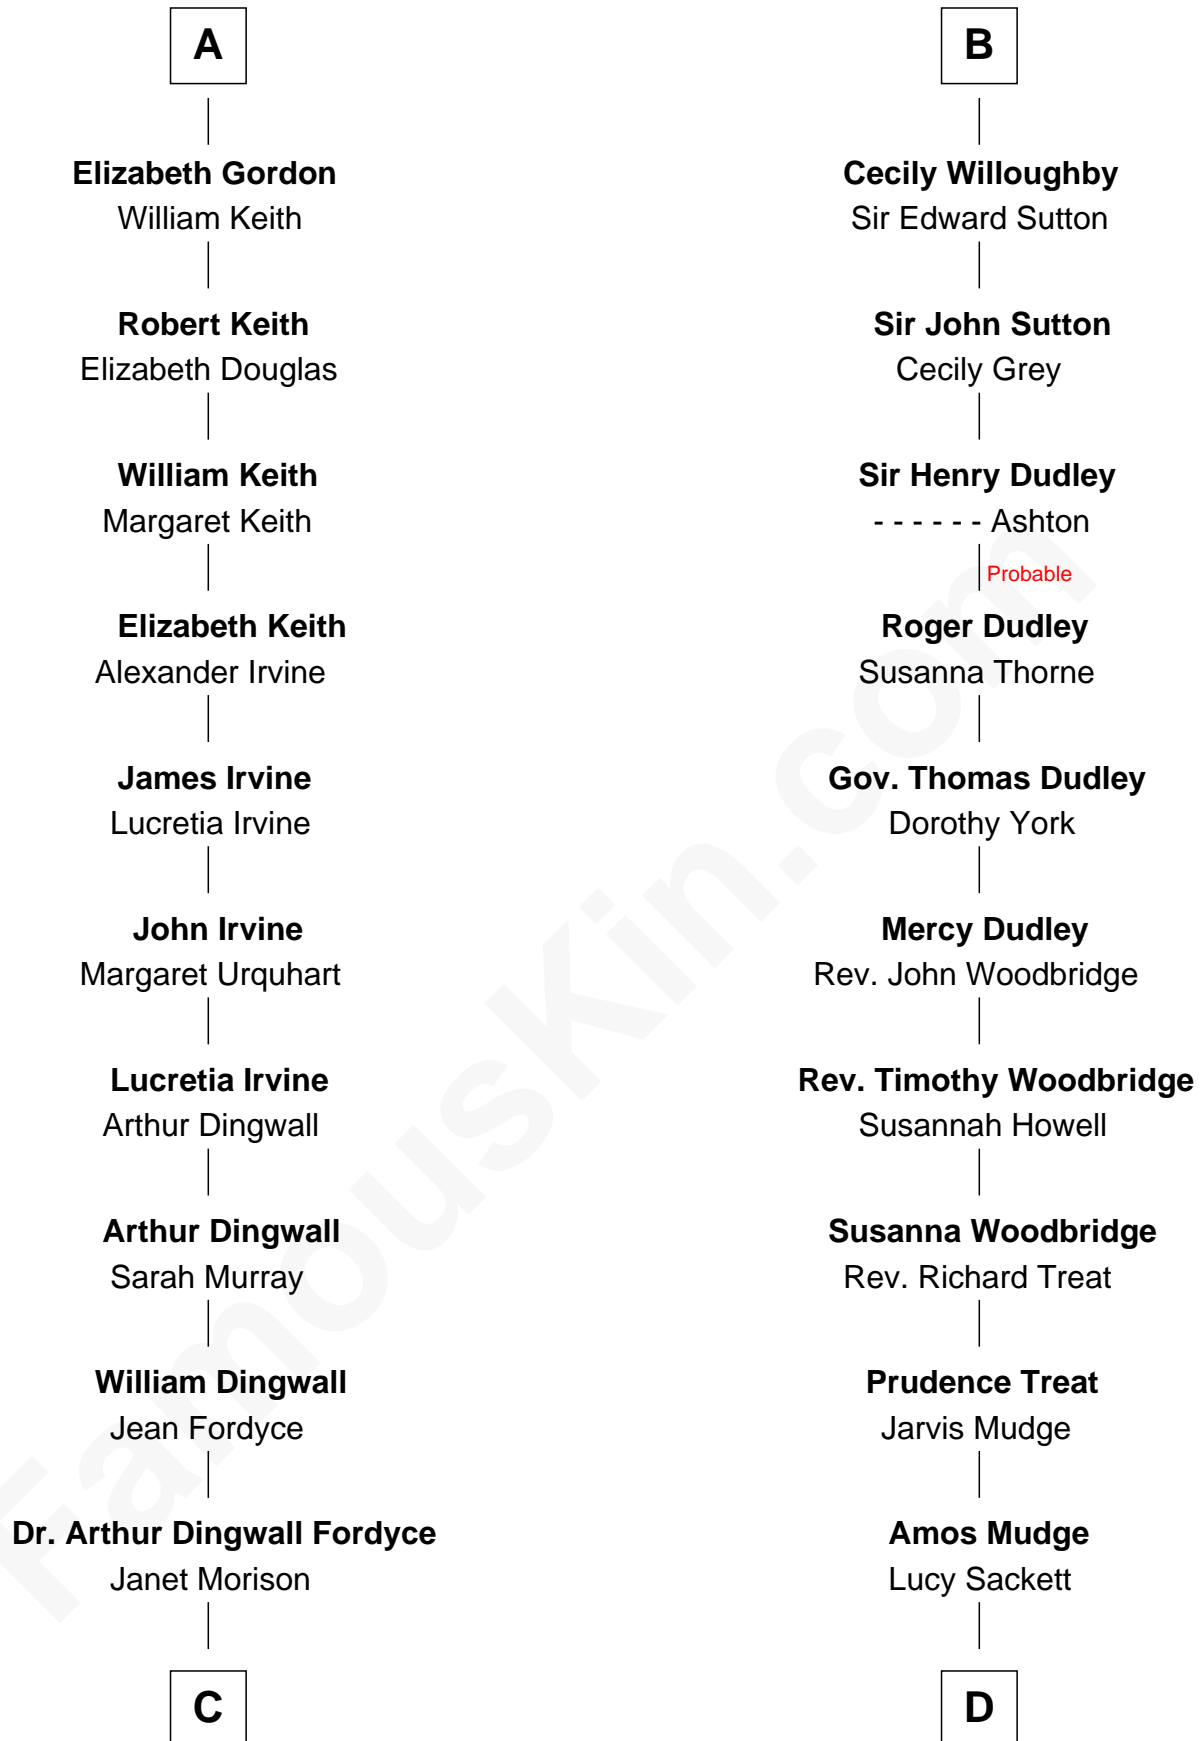 A
Elizabeth Gordon
William Keith
Robert Keith
Elizabeth Douglas
William Keith
Margaret Keith
Elizabeth Keith
Alexander Irvine
James Irvine
Lucretia Irvine
John Irvine
Margaret Urquhart
Lucretia Irvine
Arthur Dingwall
Arthur Dingwall
Sarah Murray
William Dingwall
Jean Fordyce
Dr. Arthur Dingwall Fordyce
Janet Morison
C
B
Cecily Willoughby
Sir Edward Sutton
Sir John Sutton
Cecily Grey
Sir Henry Dudley
- - - - - - Ashton
Probable
Roger Dudley
Susanna Thorne
Gov. Thomas Dudley
Dorothy York
Mercy Dudley
Rev. John Woodbridge
Rev. Timothy Woodbridge
Susannah Howell
Susanna Woodbridge
Rev. Richard Treat
Prudence Treat
Jarvis Mudge
Amos Mudge
Lucy Sackett
D
FamousKin.com